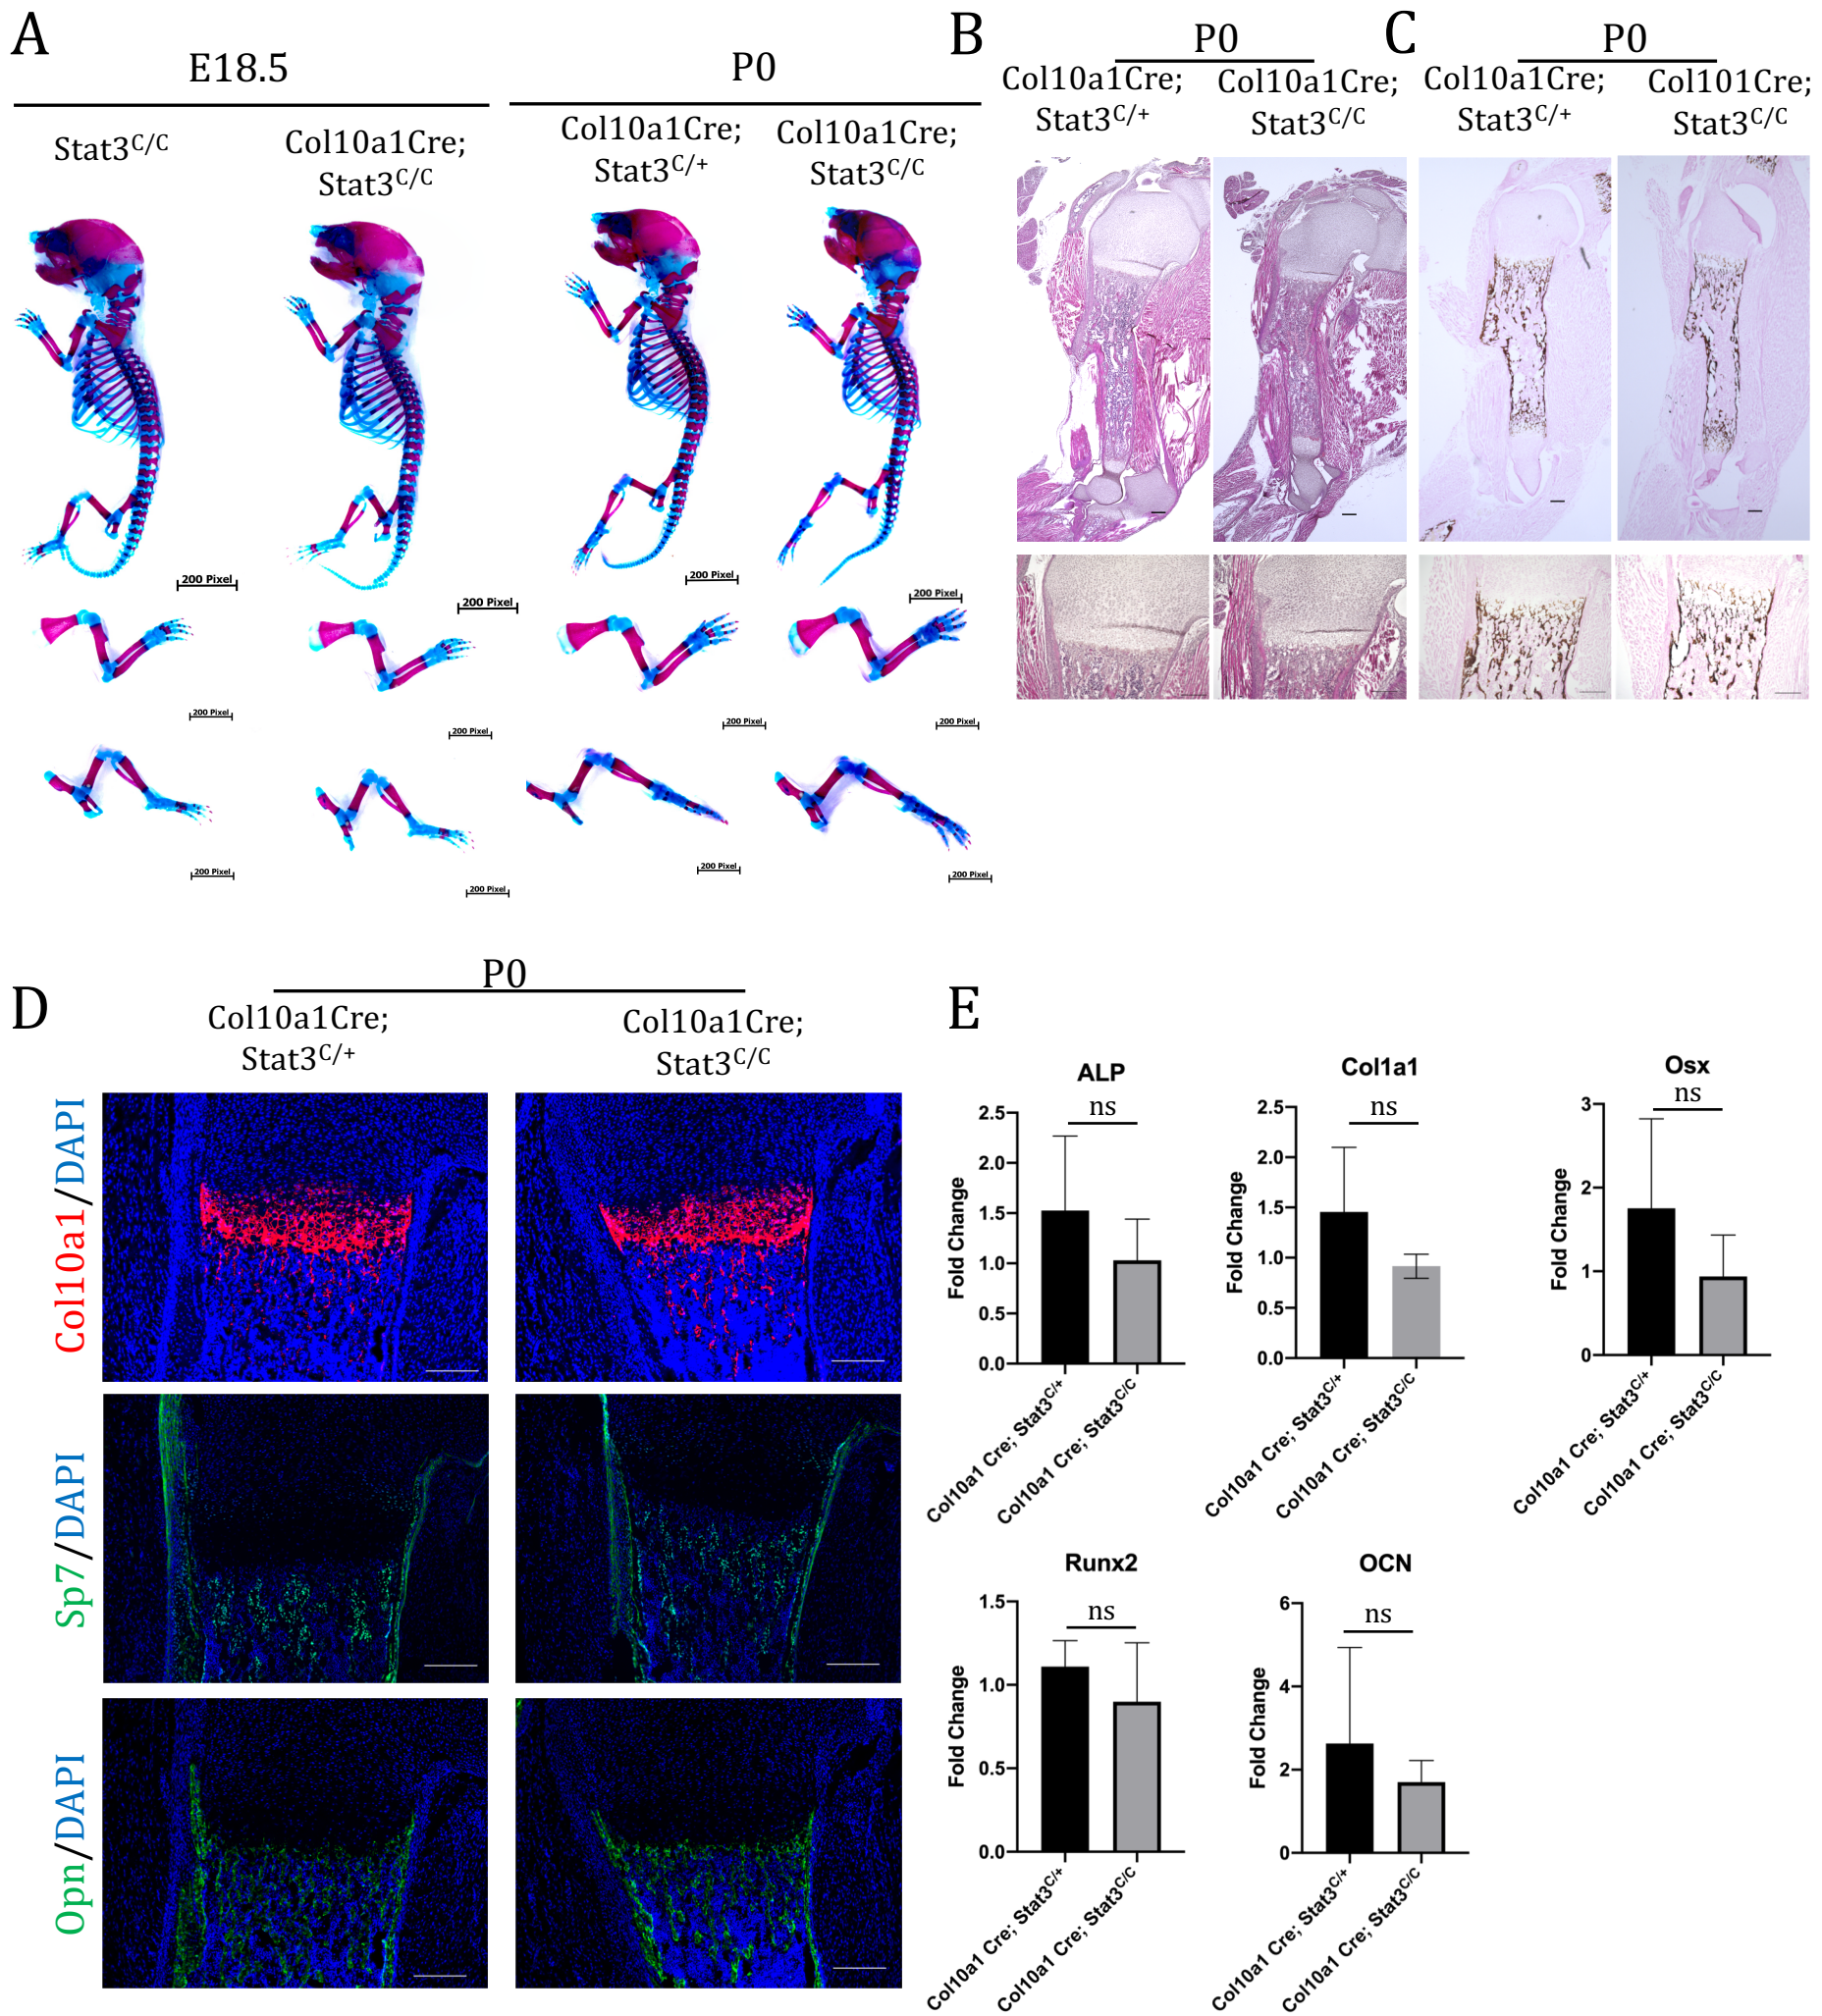 A
E18.5
P0
Stat3C/C
Col10a1Cre;
Stat3C/C
Col10a1Cre;
Stat3C/+
Col10a1Cre;
Stat3C/C
200 Pixel
200 Pixel
200 Pixel
200 Pixel
200 Pixel
200 Pixel
200 Pixel
200 Pixel
200 Pixel
200 Pixel
200 Pixel
200 Pixel
B
P0
Col10a1Cre;
Stat3C/+
Col10a1Cre;
Stat3C/C
C
P0
Col10a1Cre;
Stat3C/+
Col101Cre;
Stat3C/C
D
P0
Col10a1Cre;
Stat3C/+
Col10a1Cre;
Stat3C/C
Col10a1/DAPI
Sp7/DAPI
Opn/DAPI
E
ALP
ns
Fold Change
2.5
2.0
1.5
1.0
0.5
0.0
Col10a1 Cre; Stat3C/+
Col10a1 Cre; Stat3C/C
Col1a1
ns
Fold Change
2.5
2.0
1.5
1.0
0.5
0.0
Col10a1 Cre; Stat3C/+
Col10a1 Cre; Stat3C/C
Osx
ns
Fold Change
3
2
1
0
Col10a1 Cre; Stat3C/+
Col10a1 Cre; Stat3C/C
Runx2
ns
Fold Change
1.5
1.0
0.5
0.0
Col10a1 Cre; Stat3C/+
Col10a1 Cre; Stat3C/C
OCN
ns
Fold Change
6
4
2
0
Col10a1 Cre; Stat3C/+
Col10a1 Cre; Stat3C/C